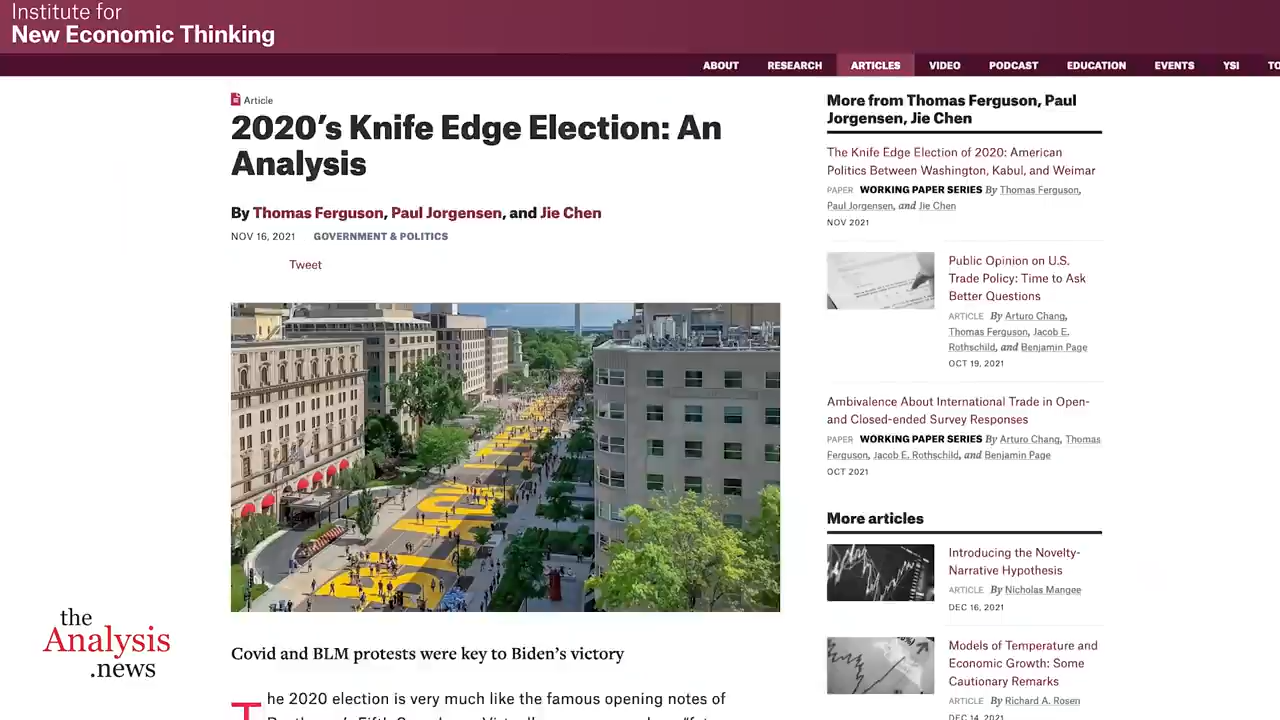 Institute for
New Economic Thinking
ABOUT RESEARCH ARTICLES VIDEO PODCAST EDUCATION EVENTS YSI TO
Article
2020's Knife Edge Election: An
Analysis
By Thomas Ferguson, Paul Jorgensen, and Jie Chen
NOV 16, 2021 GOVERNMENT & POLITICS
Tweet
Covid and BLM protests were key to Biden's victory
The 2020 election is very much like the famous opening notes of
More from Thomas Ferguson, Paul
Jorgensen, Jie Chen
The Knife Edge Election of 2020: American
Politics Between Washington, Kabul, and Weimar
PAPER WORKING PAPER SERIES By Thomas Ferguson,
Paul Jorgensen, and Jie Chen
NOV 2021
Public Opinion on U.S.
Trade Policy: Time to Ask
Better Questions
ARTICLE By Arturo Chang,
Thomas Ferguson, Jacob E.
Rothschild, and Benjamin Page
OCT 19, 2021
Ambivalence About International Trade in Open-
and Closed-ended Survey Responses
PAPER WORKING PAPER SERIES By Arturo Chang, Thomas
Ferguson, Jacob E. Rothschild, and Benjamin Page
OCT 2021
More articles
Introducing the Novelty-
Narrative Hypothesis
ARTICLE By Nicholas Mangee
DEC 16, 2021
Models of Temperature and
Economic Growth: Some
Cautionary Remarks
ARTICLE By Richard A. Rosen
DEC 14, 2021
the
Analysis
.news